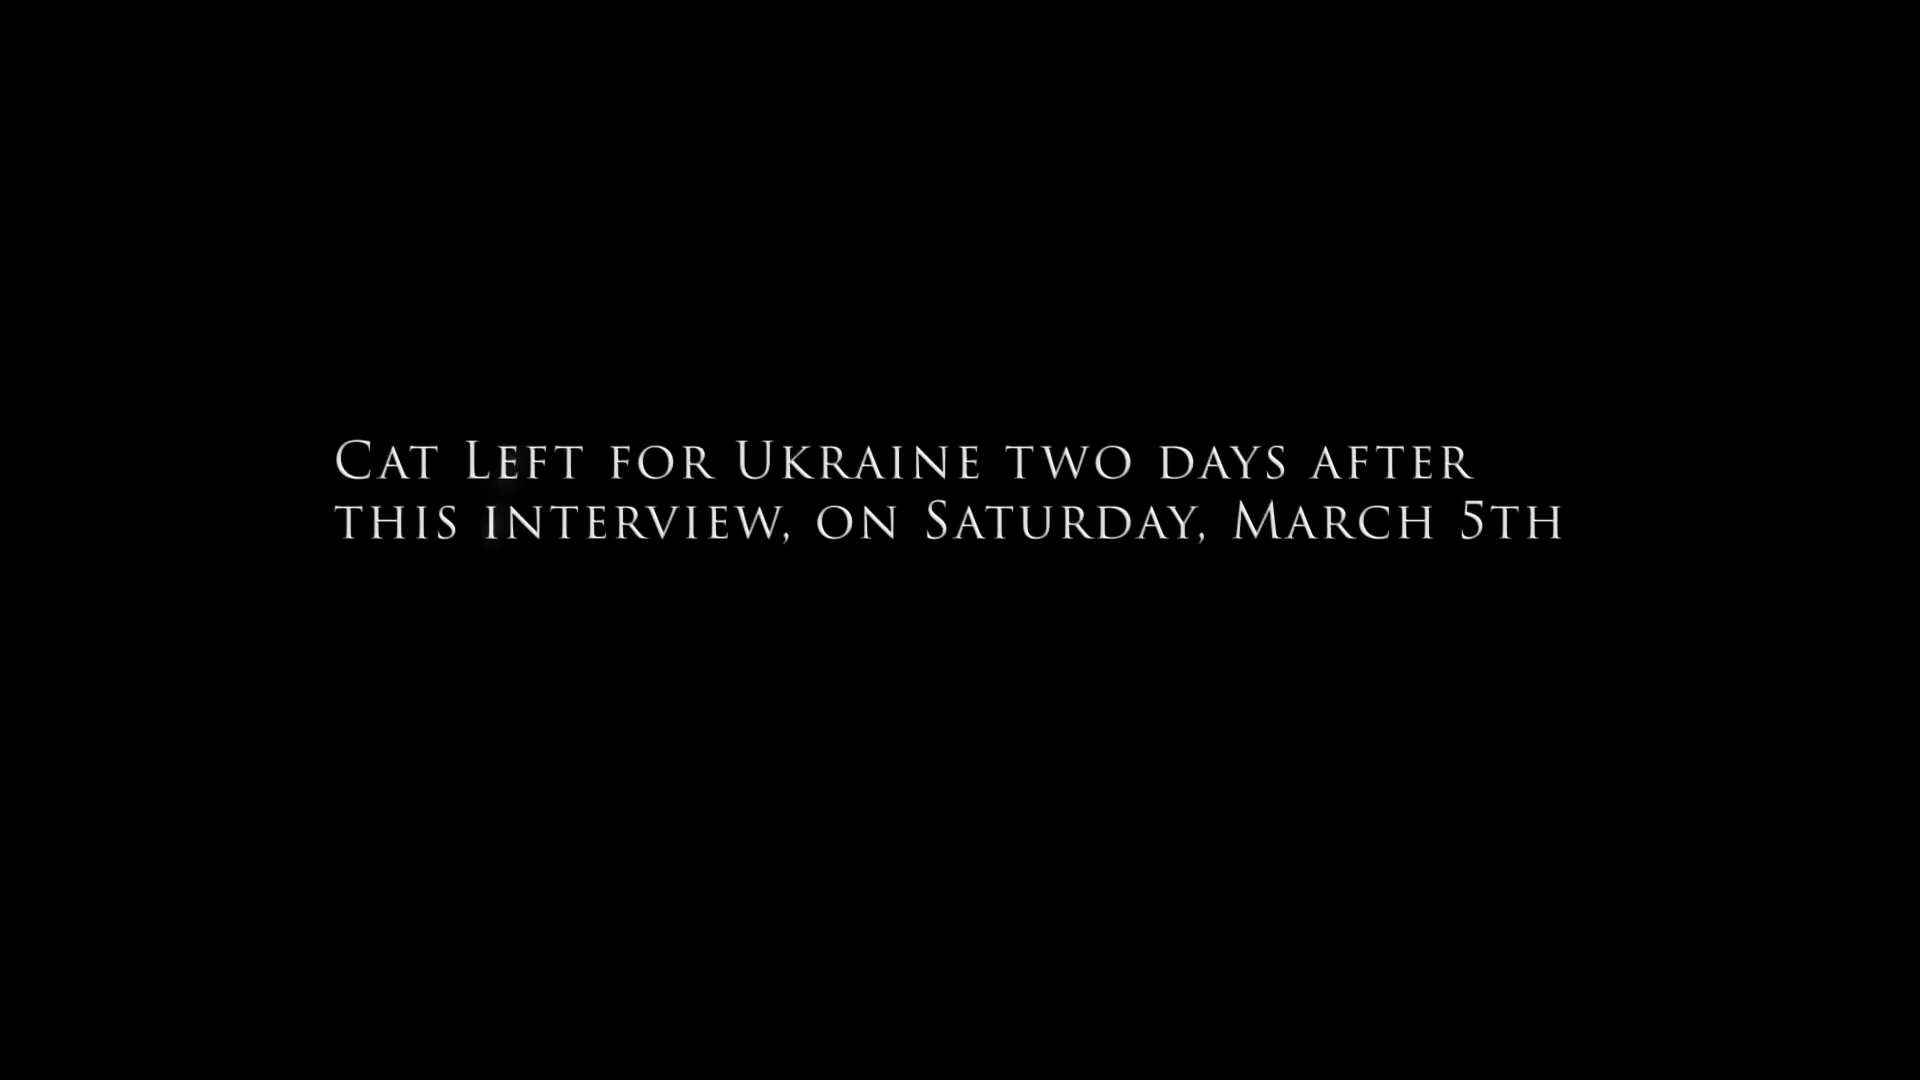 Cat Left for Ukraine two days after
this interview, on Saturday, March 5th